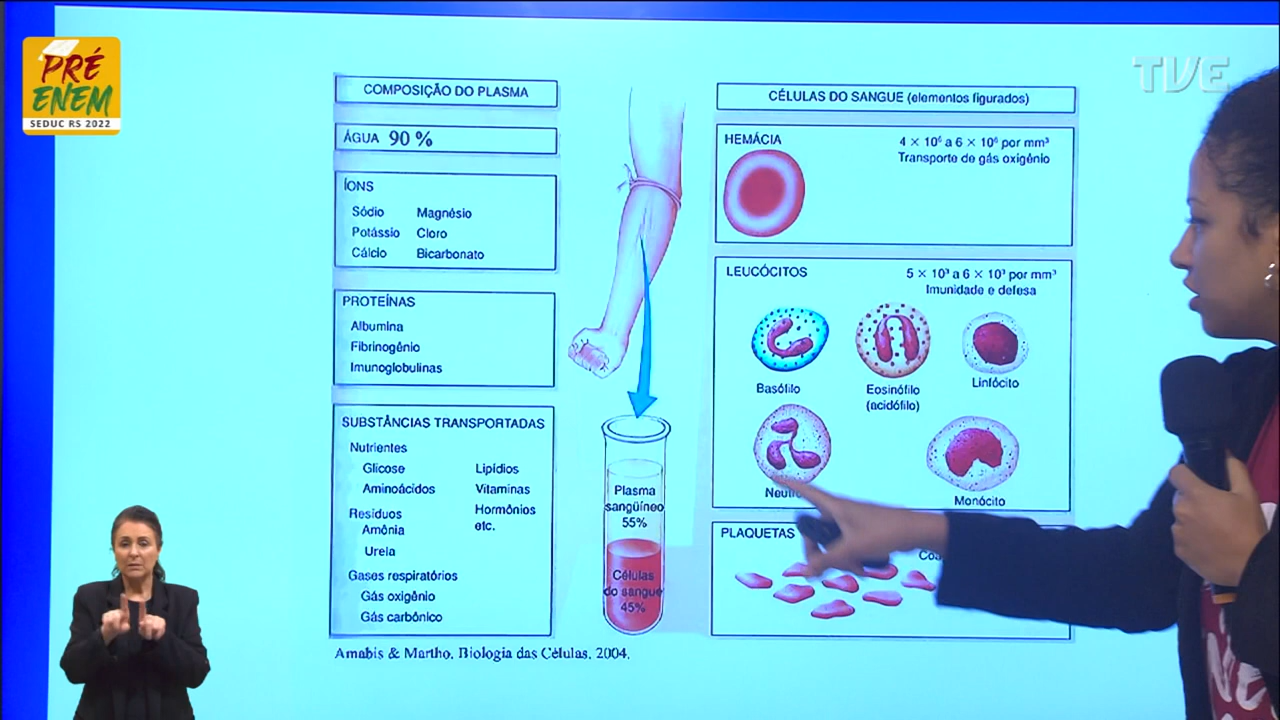 PRÉ
ENEM
SEDUC RS 2022
TVE
COMPOSIÇÃO DO PLASMA
ÁGUA 90 %
ÍONS
Sódio Magnésio
Potássio Cloro
Cálcio Bicarbonato
PROTEÍNAS
Albumina
Fibrinogênio
Imunoglobulinas
SUBSTÂNCIAS TRANSPORTADAS
Nutrientes
Glicose Lipídios
Aminoácidos Vitaminas
Resíduos Hormônios
Amônia etc.
Ureia
Gases respiratórios
Gás oxigênio
Gás carbônico
Plasma
sangüíneo
55%
Células
do sangue
45%
CÉLULAS DO SANGUE (elementos figurados)
HEMÁCIA 4 × 10⁶ a 6 × 10⁶ por mm³
Transporte de gás oxigênio
LEUCÓCITOS 5 × 10³ a 6 × 10³ por mm³
Imunidade e defesa
Basófilo Eosinófilo Linfócito
(acidófilo)
Monócito
PLAQUETAS
Amabis & Martho. Biologia das Células, 2004.